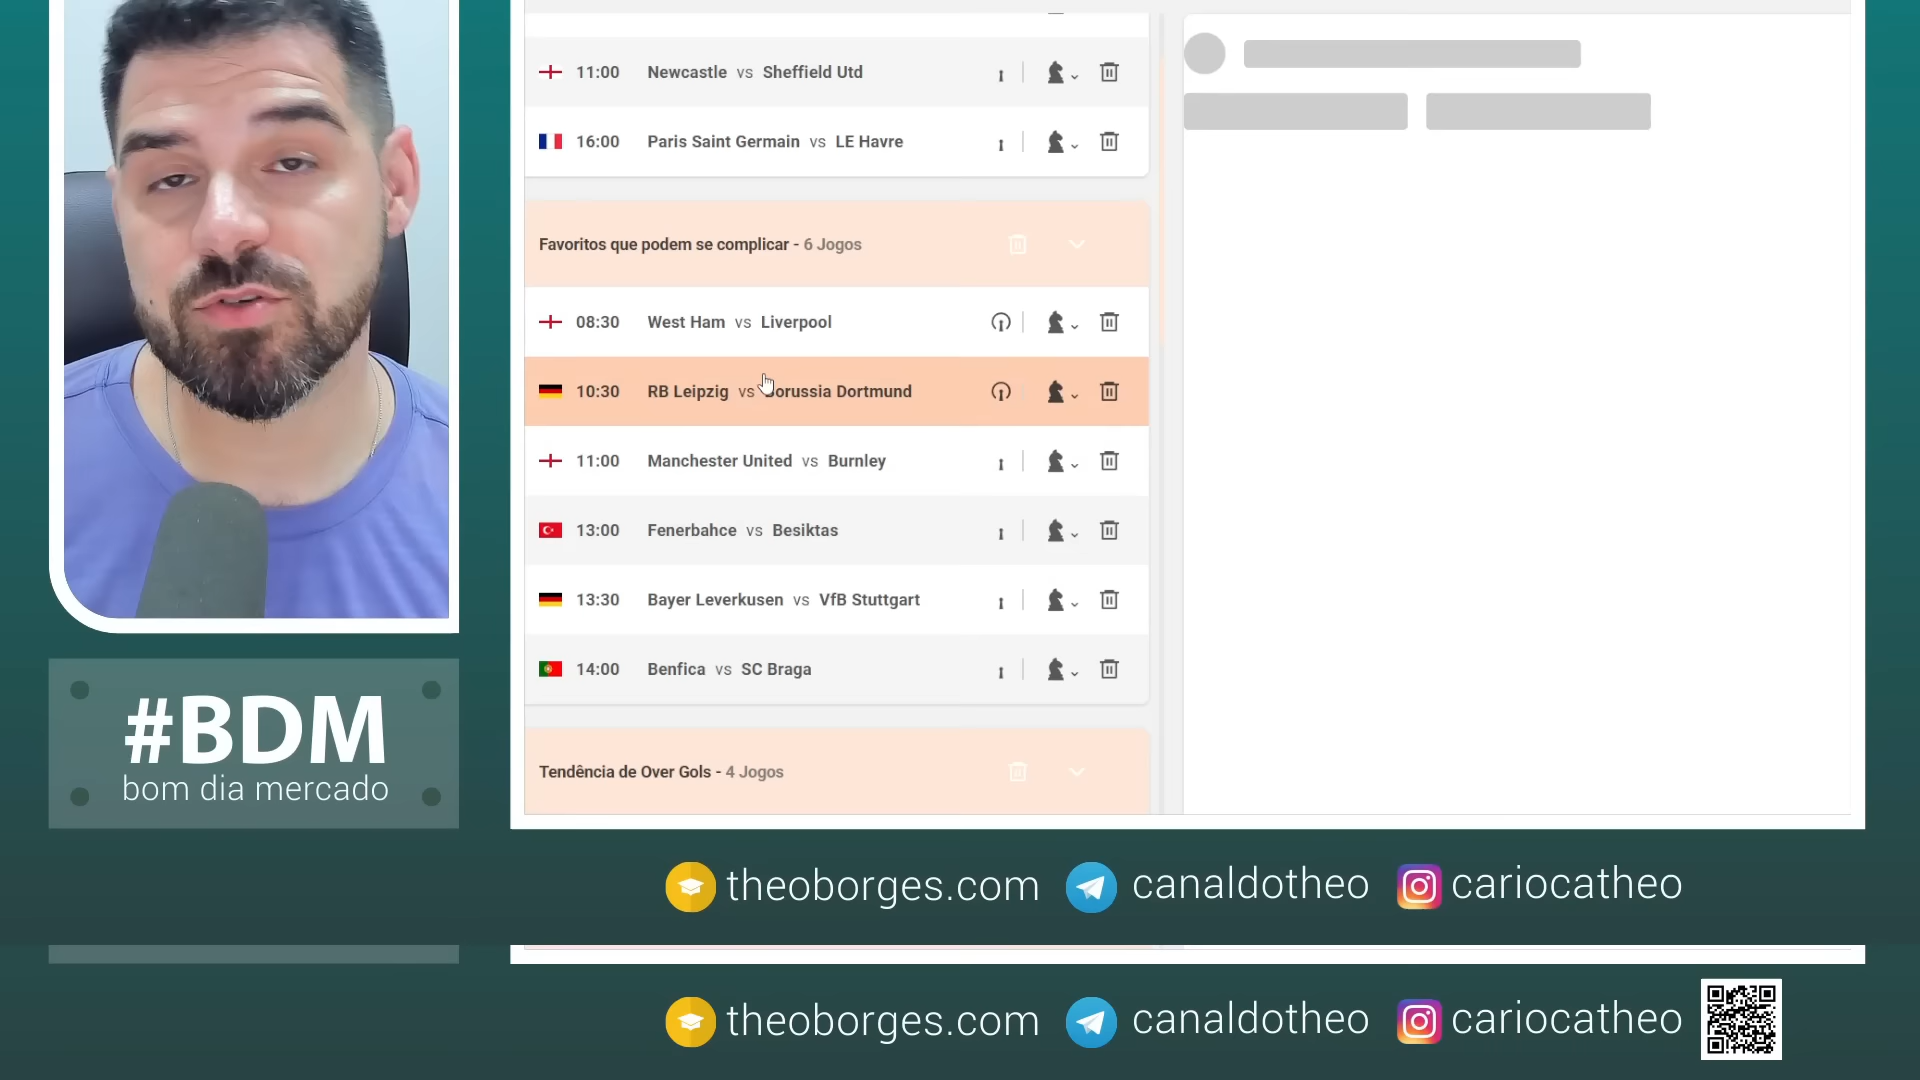 11:00 Newcastle vs Sheffield Utd
16:00 Paris Saint Germain vs LE Havre
Favoritos que podem se complicar - 6 Jogos
08:30 West Ham vs Liverpool
10:30 RB Leipzig vs Borussia Dortmund
11:00 Manchester United vs Burnley
13:00 Fenerbahce vs Besiktas
13:30 Bayer Leverkusen vs VfB Stuttgart
14:00 Benfica vs SC Braga
Tendência de Over Gols - 4 Jogos
#BDM
bom dia mercado
theoborges.com canaldotheo cariocatheo
theoborges.com canaldotheo cariocatheo